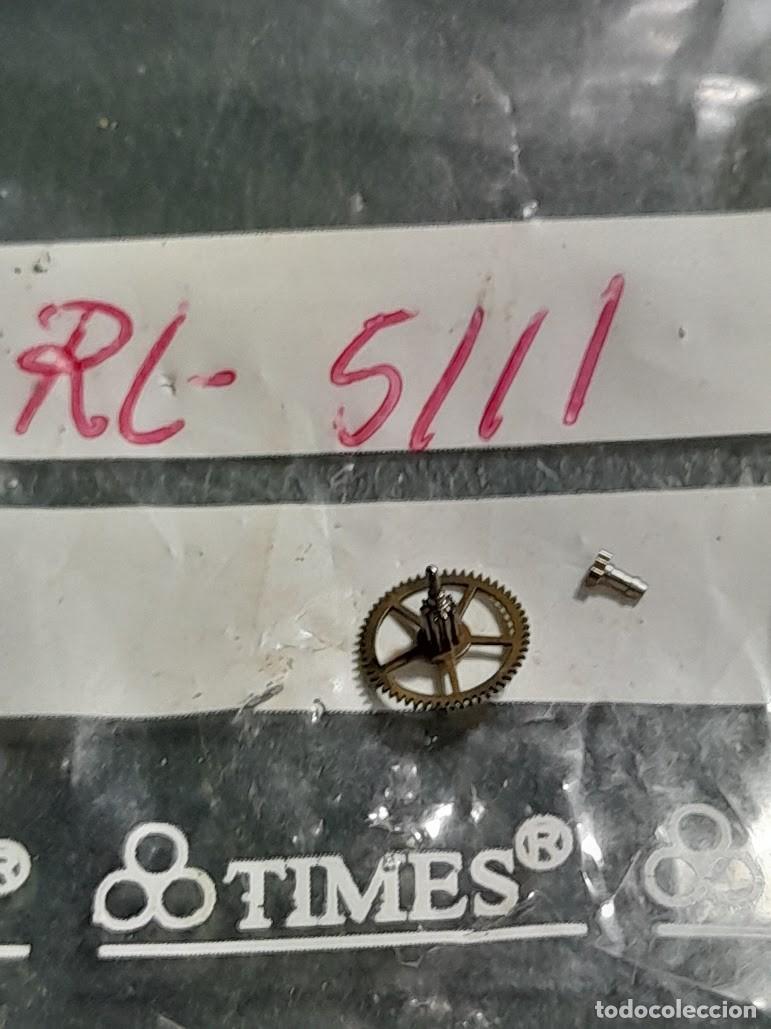 RL- 5111
® TIMES®
todocoleccion